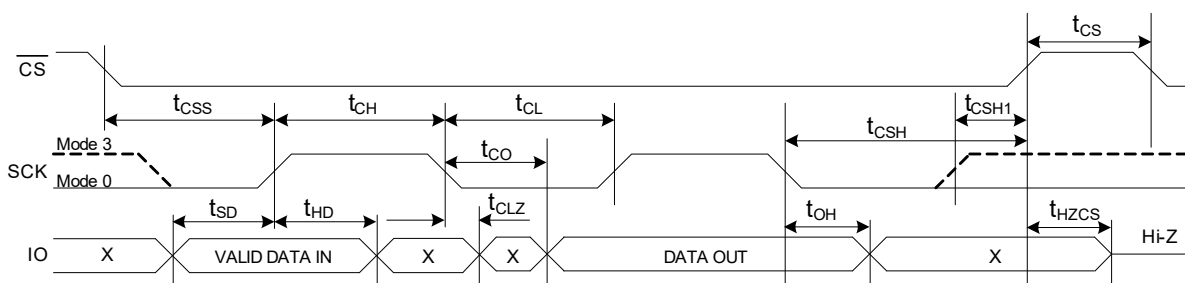 tCS
CS
tCSS
tCH
tCL
tCSH
tCSH1
Mode 3
SCK
Mode 0
tCO
tSD
tHD
tCLZ
tOH
tHZCS
IO
X
VALID DATA IN
X
X
DATA OUT
X
Hi-Z